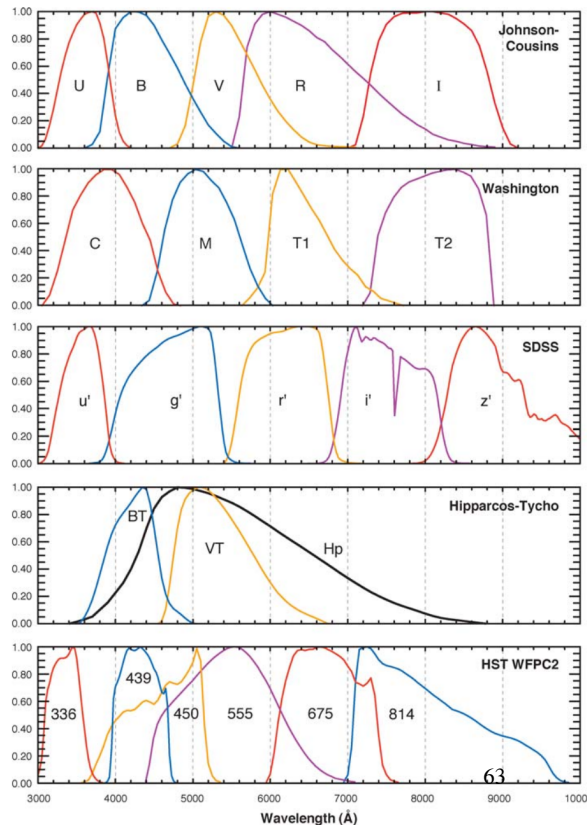 1.00
0.80
0.60
0.40
0.20
0.00
Johnson-
Cousins
U B V R I
1.00
0.80
0.60
0.40
0.20
0.00
Washington
C M T1 T2
1.00
0.80
0.60
0.40
0.20
0.00
SDSS
u' g' r' i' z'
1.00
0.80
0.60
0.40
0.20
0.00
Hipparcos-Tycho
BT
VT Hp
1.00
0.80
0.60
0.40
0.20
0.00
HST WFPC2
439
336 450 555 675 814
63
3000 4000 5000 6000 7000 8000 9000 1000
Wavelength (Å)